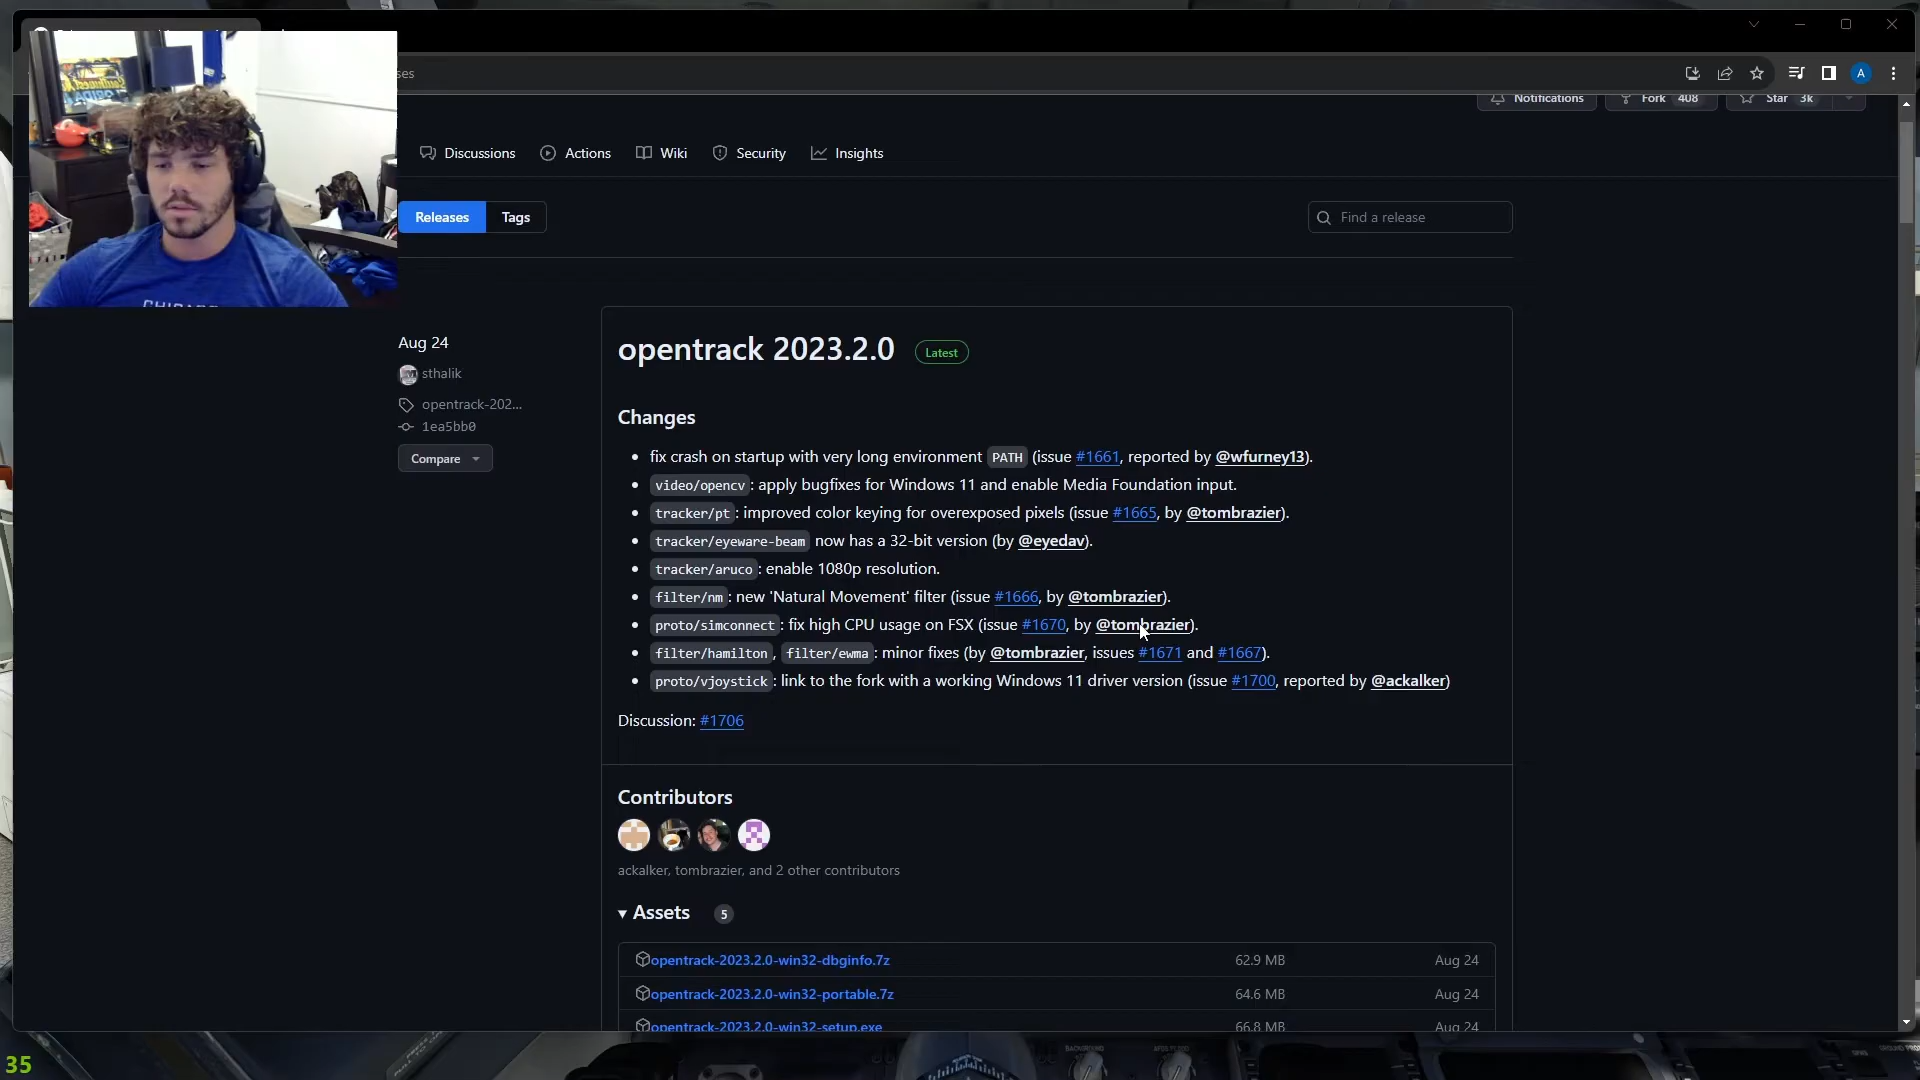 ses
A
Notifications
Fork 408
Star 3k
Discussions
Actions
Wiki
Security
Insights
Releases
Tags
Find a release
Aug 24
sthalik
opentrack-202...
1ea5bb0
Compare
opentrack 2023.2.0 Latest
Changes
fix crash on startup with very long environment PATH (issue #1661, reported by @wfurney13).
video/opencv: apply bugfixes for Windows 11 and enable Media Foundation input.
tracker/pt: improved color keying for overexposed pixels (issue #1665, by @tombrazier).
tracker/eyeware-beam now has a 32-bit version (by @eyedav).
tracker/aruco: enable 1080p resolution.
filter/nm: new 'Natural Movement' filter (issue #1666, by @tombrazier).
proto/simconnect: fix high CPU usage on FSX (issue #1670, by @tombrazier).
filter/hamilton, filter/ewma: minor fixes (by @tombrazier, issues #1671 and #1667).
proto/vjoystick: link to the fork with a working Windows 11 driver version (issue #1700, reported by @ackalker)
Discussion: #1706
Contributors
ackalker, tombrazier, and 2 other contributors
Assets 5
opentrack-2023.2.0-win32-dbginfo.7z 62.9 MB Aug 24
opentrack-2023.2.0-win32-portable.7z 64.6 MB Aug 24
opentrack-2023.2.0-win32-setup.exe 66.8 MB Aug 24
35